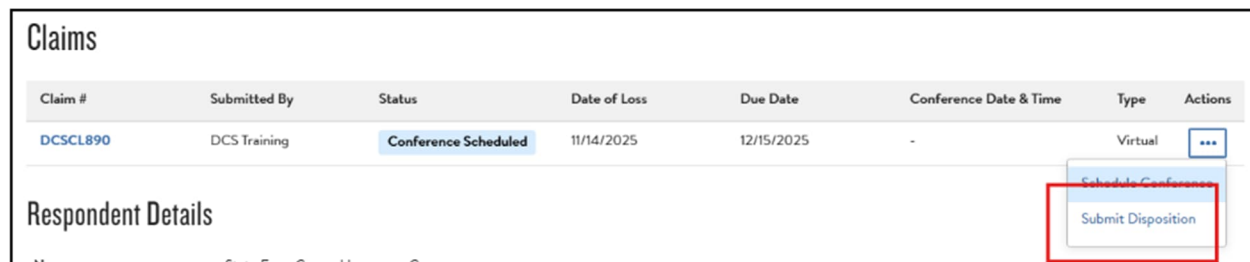 Claims
Claim # Submitted By Status Date of Loss Due Date Conference Date & Time Type Actions
DCSCL890 DCS Training Conference Scheduled 11/14/2025 12/15/2025 - Virtual •••
Schedule Conference
Respondent Details
Submit Disposition